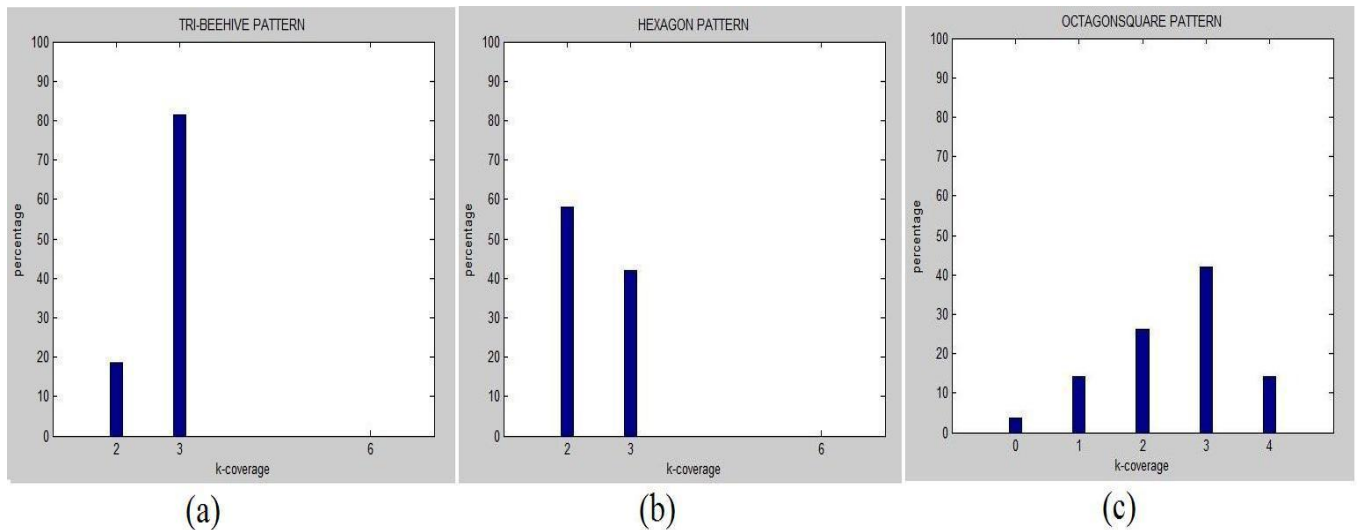 TRI-BEEHIVE PATTERN
100
90
80
70
60
50
40
30
20
10
0
percentage
2 3 6
k-coverage
(a)
HEXAGON PATTERN
100
90
80
70
60
50
40
30
20
10
0
percentage
2 3 6
k-coverage
(b)
OCTAGONSQUARE PATTERN
100
90
80
70
60
50
40
30
20
10
0
percentage
0 1 2 3 4
k-coverage
(c)